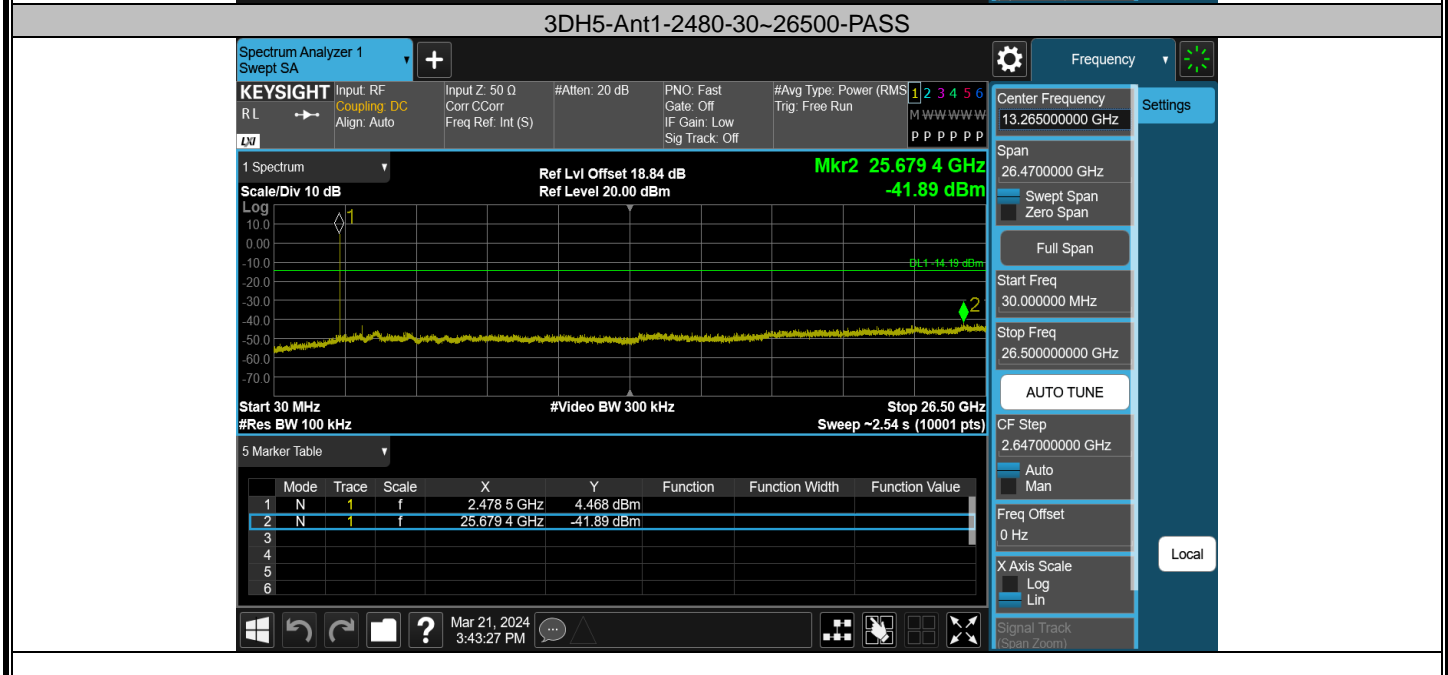 3DH5-Ant1-2480-30~26500-PASS
Spectrum Analyzer 1
Swept SA
+
Frequency
KEYSIGHT
R L
LXI
Input: RF
Coupling: DC
Align: Auto
Input Z: 50 Ω
Corr CCorr
Freq Ref: Int (S)
#Atten: 20 dB
PNO: Fast
Gate: Off
IF Gain: Low
Sig Track: Off
#Avg Type: Power (RMS
Trig: Free Run
1 2 3 4 5 6
M W W W W W
P P P P P P
Center Frequency
13.265000000 GHz
Settings
1 Spectrum
Scale/Div 10 dB
Ref Lvl Offset 18.84 dB
Ref Level 20.00 dBm
Mkr2 25.679 4 GHz
-41.89 dBm
Span
26.4700000 GHz
Swept Span
Zero Span
Full Span
Log
1
10.0
0.00
-10.0
DL1 -14.19 dBm
-20.0
-30.0
2
-40.0
-50.0
-60.0
-70.0
Start Freq
30.000000 MHz
Stop Freq
26.500000000 GHz
AUTO TUNE
Start 30 MHz
#Video BW 300 kHz
Stop 26.50 GHz
#Res BW 100 kHz
Sweep ~2.54 s (10001 pts)
CF Step
2.647000000 GHz
Auto
Man
5 Marker Table
Mode Trace Scale X Y Function Function Width Function Value
1 N 1 f 2.478 5 GHz 4.468 dBm
2 N 1 f 25.679 4 GHz -41.89 dBm
3
4
5
6
Freq Offset
0 Hz
X Axis Scale
Log
Lin
Local
Signal Track
(Span Zoom)
?
Mar 21, 2024
3:43:27 PM